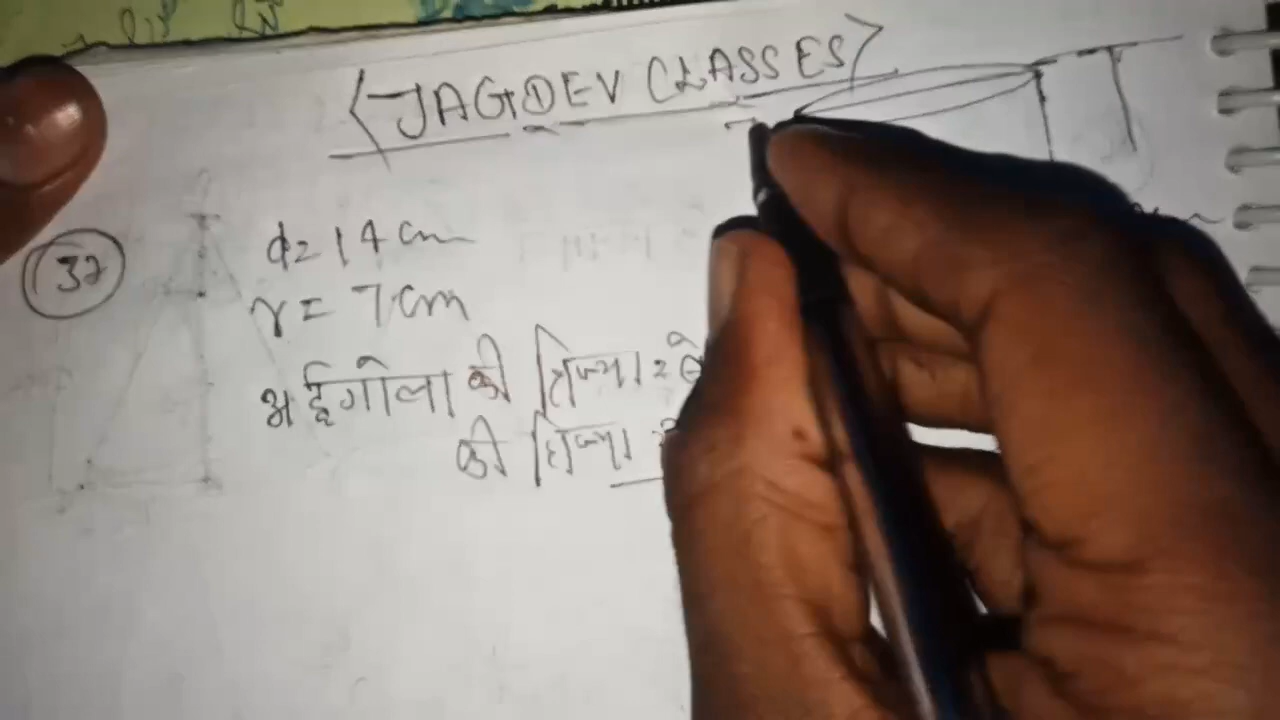 <JAGDEV CLASSES>
37
d= 14 cm
r = 7 cm
अर्द्धगोला की त्रिज्या =
की त्रिज्या =